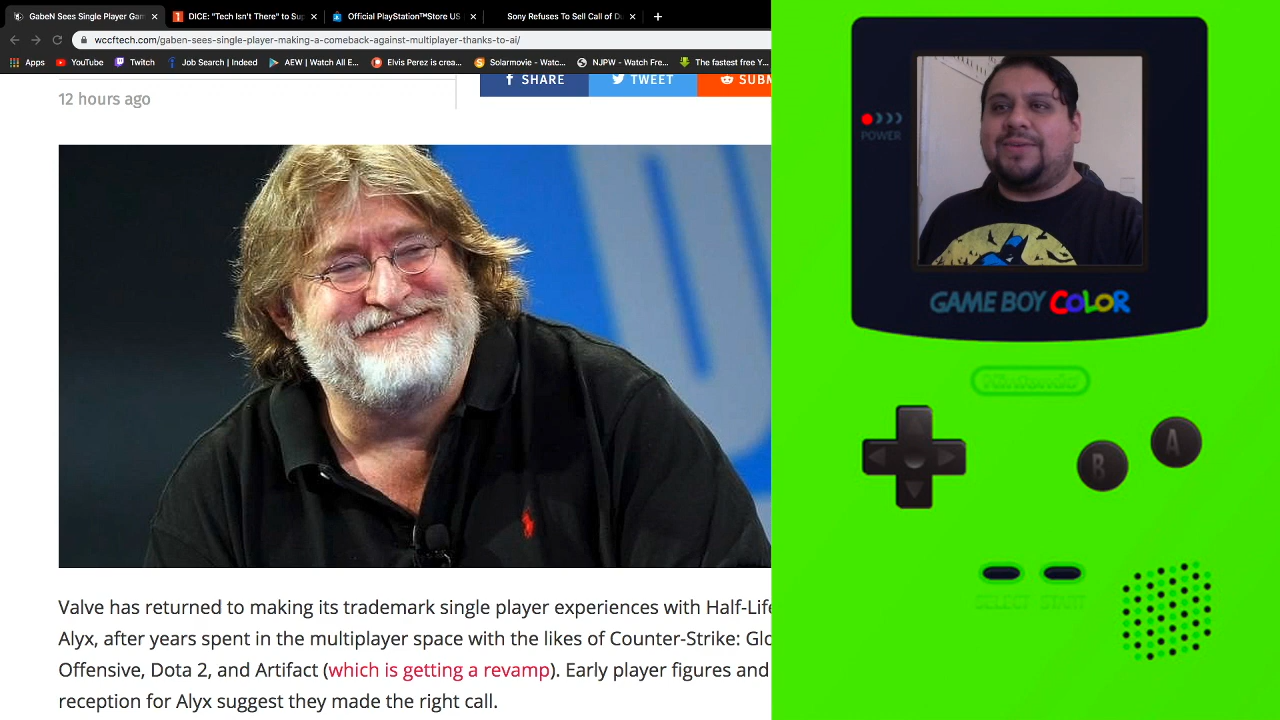 GabeN Sees Single Player Gam
DICE: "Tech Isn't There" to Sup
Official PlayStation™Store US
Sony Refuses To Sell Call of Du
wccftech.com/gaben-sees-single-player-making-a-comeback-against-multiplayer-thanks-to-ai/
Apps
YouTube
Twitch
Job Search | Indeed
AEW | Watch All E...
Elvis Perez is crea...
Solarmovie - Watc...
NJPW - Watch Fre...
The fastest free Y...
12 hours ago
SHARE
TWEET
SUBM
POWER
GAME BOY COLOR
Nintendo
B
A
SELECT
START
Valve has returned to making its trademark single player experiences with Half-Life
Alyx, after years spent in the multiplayer space with the likes of Counter-Strike: Glo
Offensive, Dota 2, and Artifact (which is getting a revamp). Early player figures and
reception for Alyx suggest they made the right call.